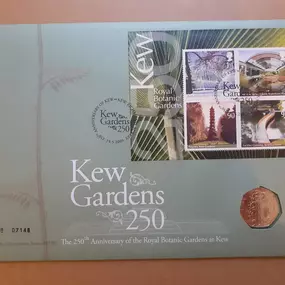 Kew
Royal
Botanic
Gardens
Kew
Gardens
250
90
Kew
Gardens
250
The 250th Anniversary of the Royal Botanic Gardens at Kew
07148